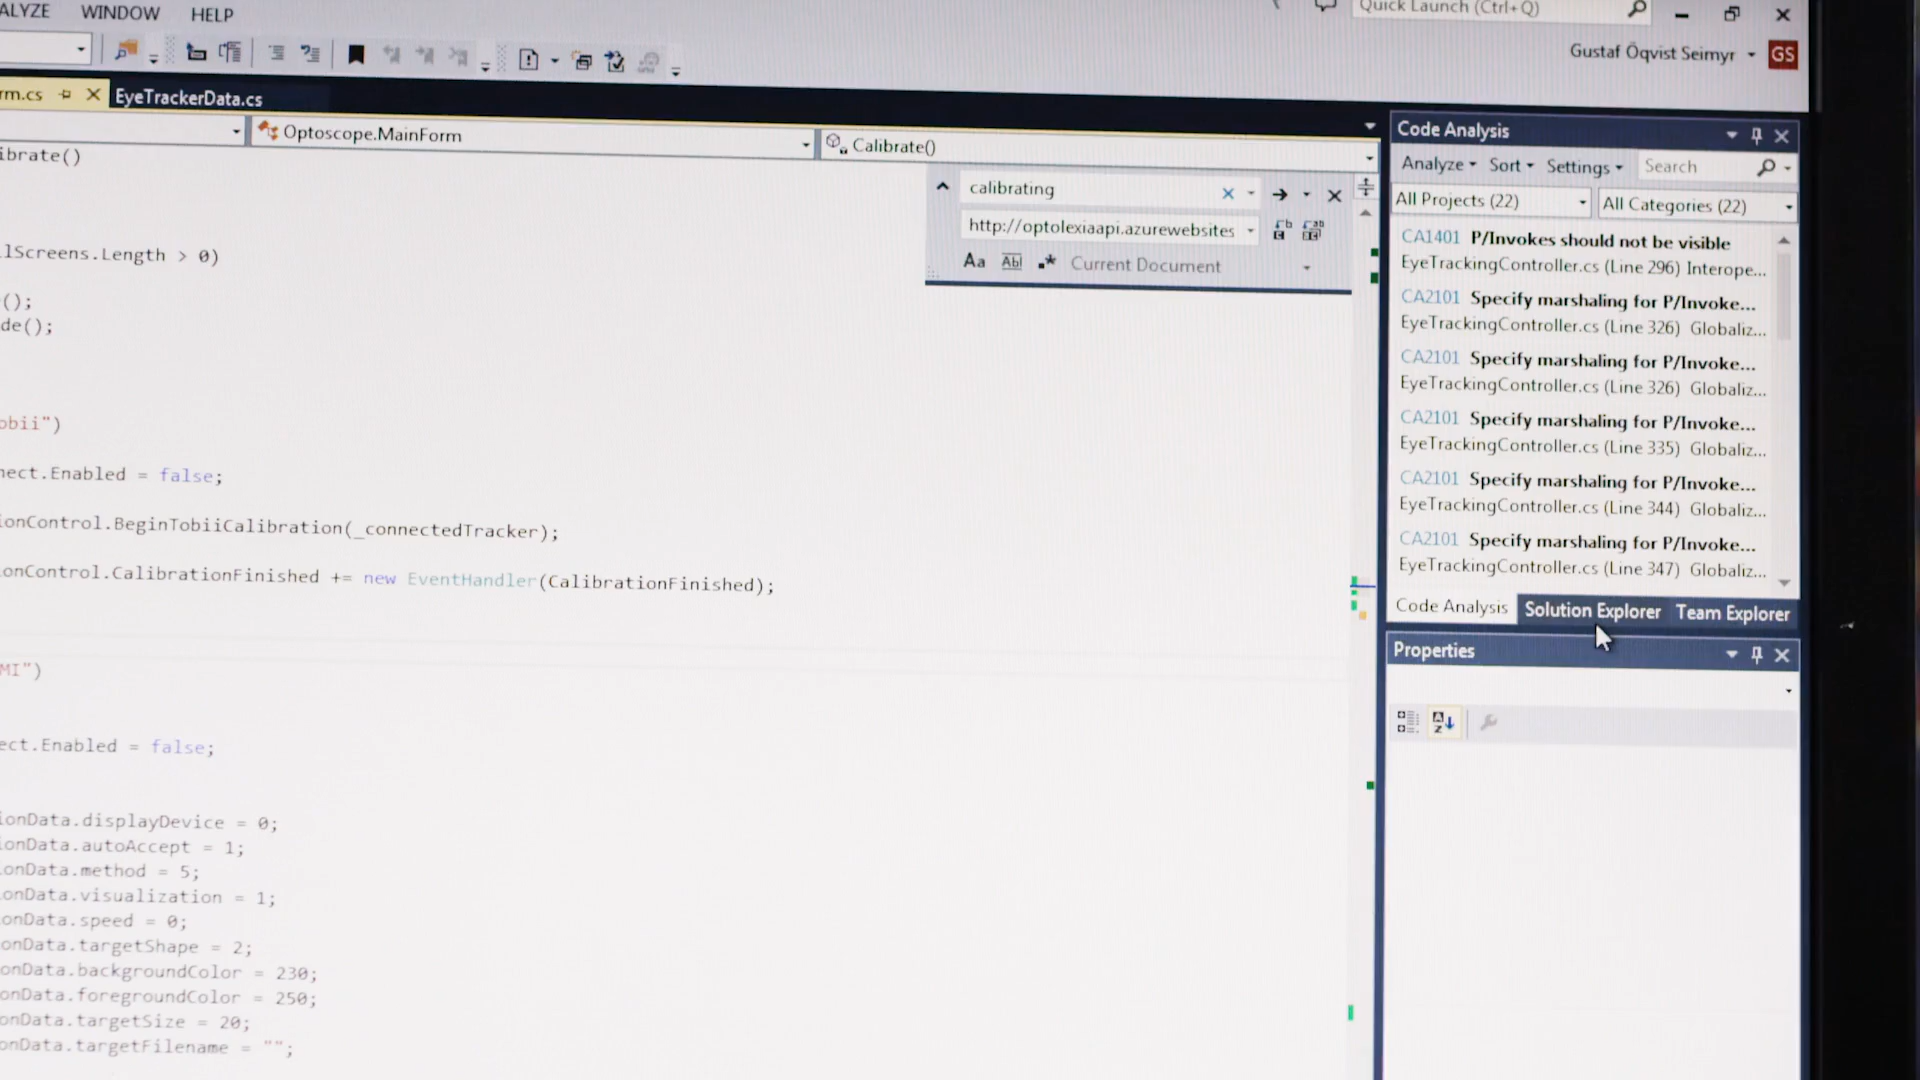 ALYZE WINDOW HELP
Quick Launch (Ctrl+Q)
Gustaf Öqvist Seimyr GS
rm.cs EyeTrackerData.cs
Optoscope.MainForm Calibrate()
ibrate()
lScreens.Length > 0)
();
de();
obii")
nect.Enabled = false;
ionControl.BeginTobiiCalibration(_connectedTracker);
ionControl.CalibrationFinished += new EventHandler(CalibrationFinished);
MI")
ect.Enabled = false;
ionData.displayDevice = 0;
ionData.autoAccept = 1;
ionData.method = 5;
ionData.visualization = 1;
onData.speed = 0;
onData.targetShape = 2;
onData.backgroundColor = 230;
onData.foregroundColor = 250;
onData.targetSize = 20;
onData.targetFilename = "";
calibrating
http://optolexiaapi.azurewebsites
Aa Abl .* Current Document
Code Analysis
Analyze Sort Settings Search
All Projects (22) All Categories (22)
CA1401 P/Invokes should not be visible
EyeTrackingController.cs (Line 296) Interope...
CA2101 Specify marshaling for P/Invoke...
EyeTrackingController.cs (Line 326) Globaliz...
CA2101 Specify marshaling for P/Invoke...
EyeTrackingController.cs (Line 326) Globaliz...
CA2101 Specify marshaling for P/Invoke...
EyeTrackingController.cs (Line 335) Globaliz...
CA2101 Specify marshaling for P/Invoke...
EyeTrackingController.cs (Line 344) Globaliz...
CA2101 Specify marshaling for P/Invoke...
EyeTrackingController.cs (Line 347) Globaliz...
Code Analysis Solution Explorer Team Explorer
Properties